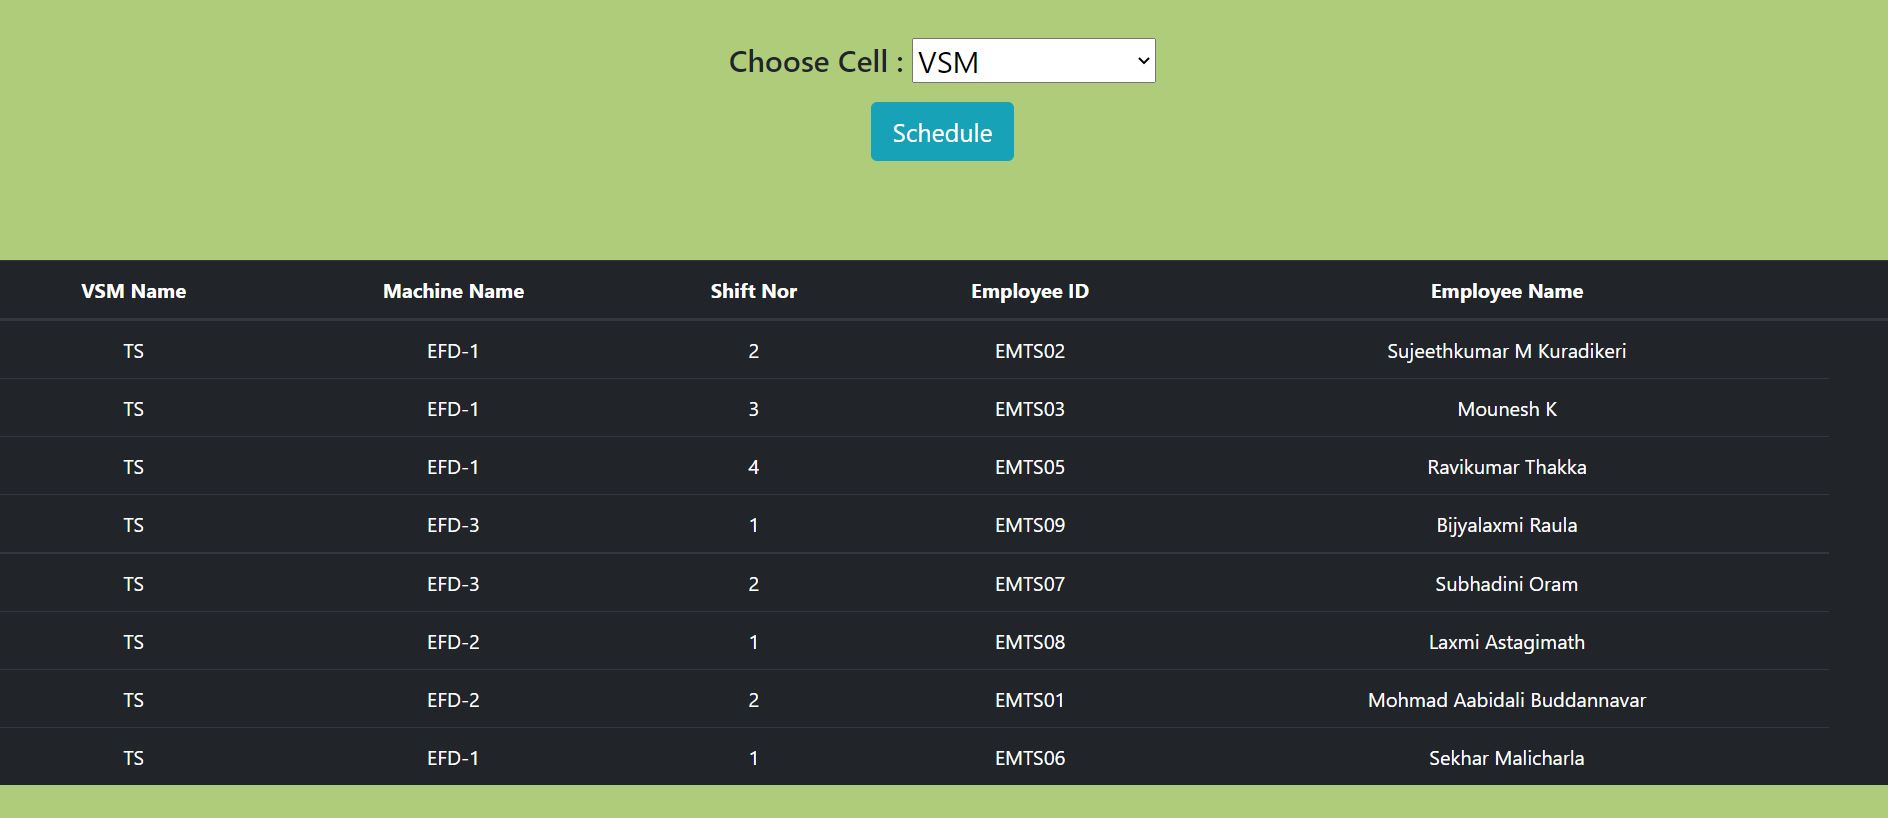 Choose Cell : VSM
Schedule
VSM Name Machine Name Shift Nor Employee ID Employee Name
TS EFD-1 2 EMTS02 Sujeethkumar M Kuradikeri
TS EFD-1 3 EMTS03 Mounesh K
TS EFD-1 4 EMTS05 Ravikumar Thakka
TS EFD-3 1 EMTS09 Bijyalaxmi Raula
TS EFD-3 2 EMTS07 Subhadini Oram
TS EFD-2 1 EMTS08 Laxmi Astagimath
TS EFD-2 2 EMTS01 Mohmad Aabidali Buddannavar
TS EFD-1 1 EMTS06 Sekhar Malicharla